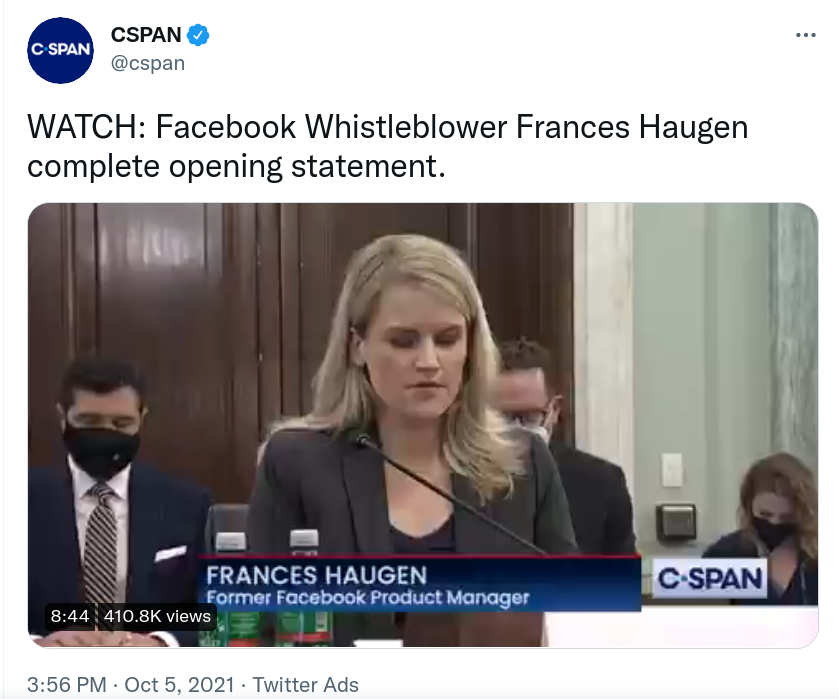 C-SPAN
CSPAN
@cspan
WATCH: Facebook Whistleblower Frances Haugen
complete opening statement.
FRANCES HAUGEN
Former Facebook Product Manager
C-SPAN
8:44 410.8K views
3:56 PM · Oct 5, 2021 · Twitter Ads